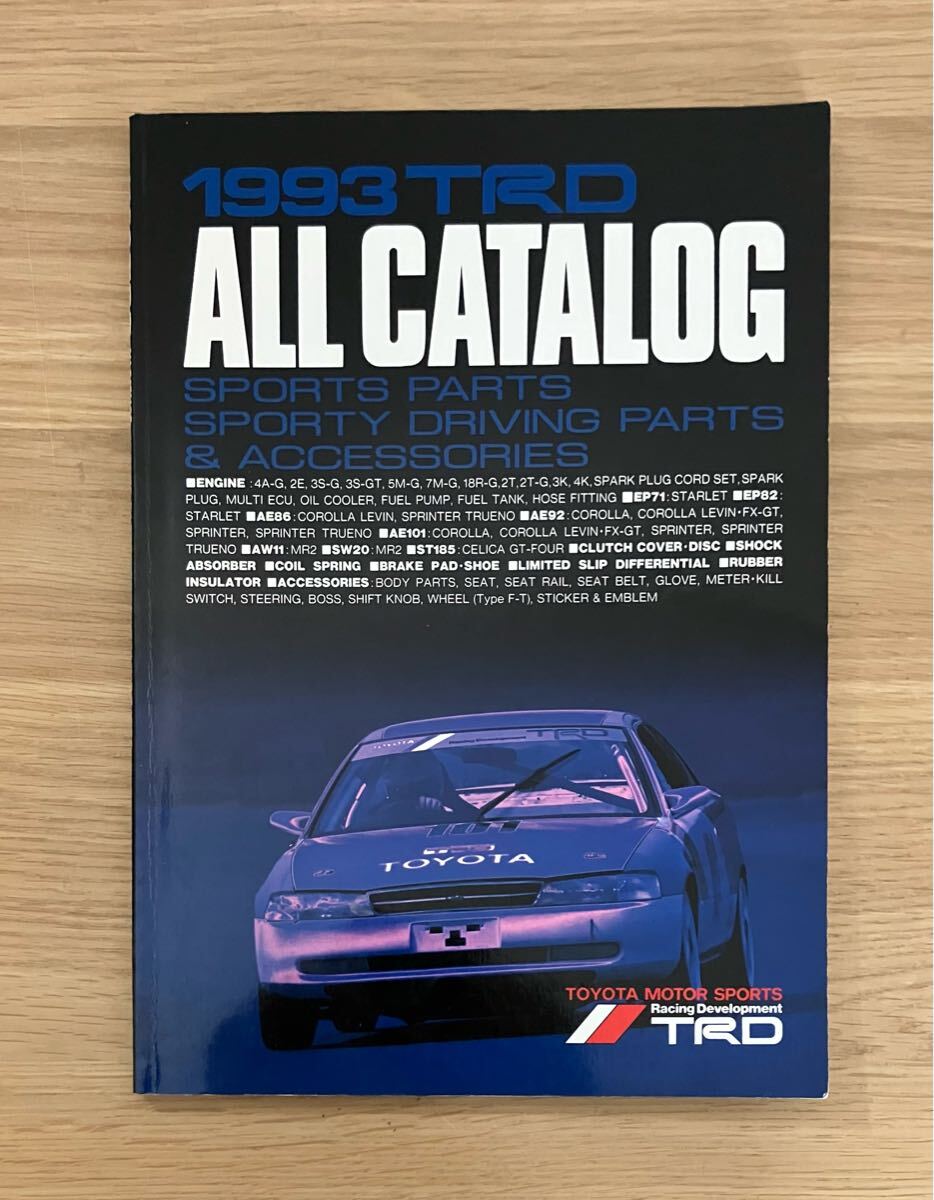 1993 TRD
ALL CATALOG
SPORTS PARTS
SPORTY DRIVING PARTS
& ACCESSORIES
■ENGINE:4A-G, 2E, 3S-G, 3S-GT, 5M-G, 7M-G, 18R-G,2T,2T-G,3K, 4K,SPARK PLUG CORD SET,SPARK
PLUG, MULTI ECU, OIL COOLER, FUEL PUMP, FUEL TANK, HOSE FITTING ■EP71:STARLET ■EP82:
STARLET ■AE86:COROLLA LEVIN, SPRINTER TRUENO ■AE92:COROLLA, COROLLA LEVIN・FX-GT,
SPRINTER, SPRINTER TRUENO ■AE101:COROLLA, COROLLA LEVIN・FX-GT, SPRINTER, SPRINTER
TRUENO ■AW11:MR2 ■SW20:MR2 ■ST185:CELICA GT-FOUR ■CLUTCH COVER・DISC ■SHOCK
ABSORBER ■COIL SPRING ■BRAKE PAD・SHOE ■LIMITED SLIP DIFFERENTIAL ■RUBBER
INSULATOR ■ACCESSORIES:BODY PARTS, SEAT, SEAT RAIL, SEAT BELT, GLOVE, METER・KILL
SWITCH, STEERING, BOSS, SHIFT KNOB, WHEEL (Type F-T), STICKER & EMBLEM
TOYOTA Racing Development TRD
101
TOYOTA
TOYOTA MOTOR SPORTS
Racing Development
TRD